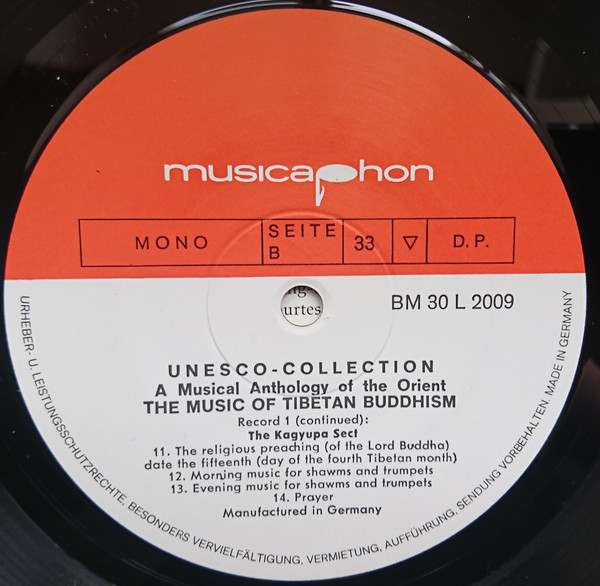 musicaphon
MONO
SEITE
B
33
▽
D. P.
urtes
BM 30 L 2009
UNESCO-COLLECTION
A Musical Anthology of the Orient
THE MUSIC OF TIBETAN BUDDHISM
Record 1 (continued):
The Kagyupa Sect
11. The religious preaching (of the Lord Buddha)
date the fifteenth (day of the fourth Tibetan month)
12. Morning music for shawms and trumpets
13. Evening music for shawms and trumpets
14. Prayer
Manufactured in Germany
URHEBER- U. LEISTUNGSSCHUTZRECHTE, BESONDERS VERVIELFÄLTIGUNG, VERMIETUNG, AUFFÜHRUNG, SENDUNG VORBEHALTEN. MADE IN GERMANY